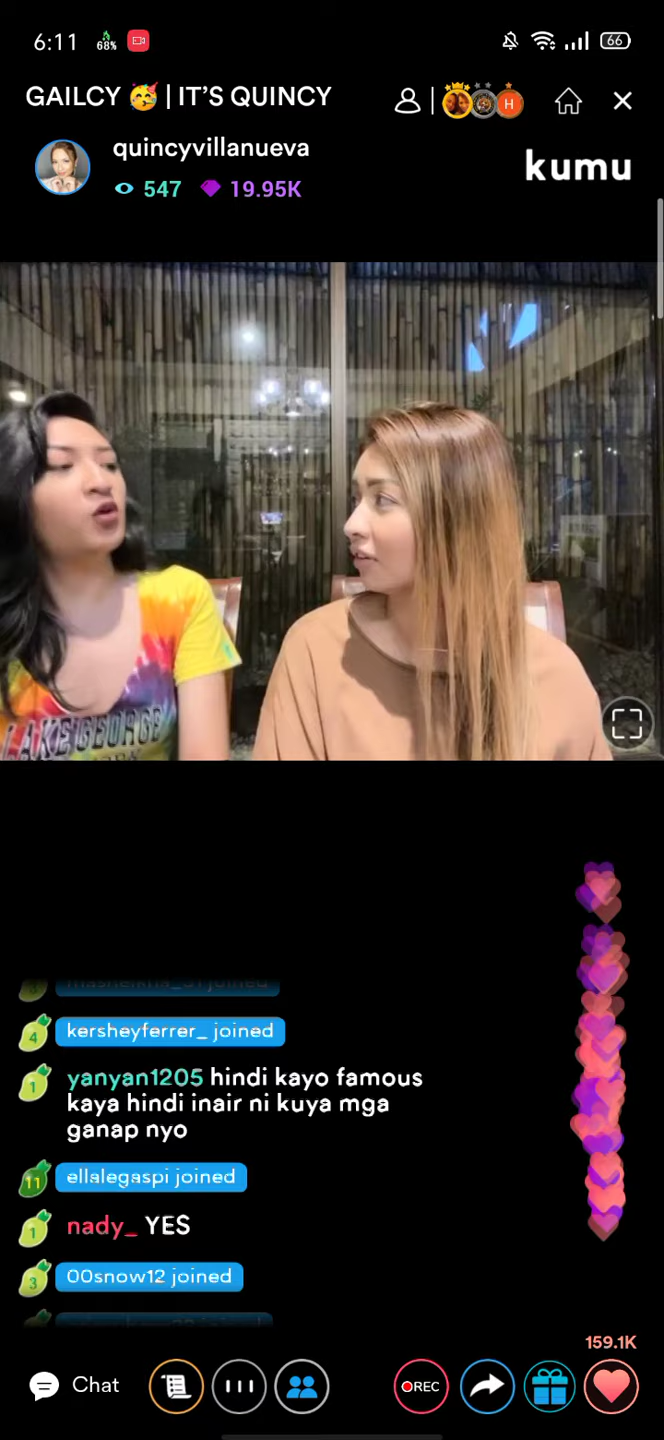 6:11
68%
66
GAILCY 🥳 | IT'S QUINCY
H
quincyvillanueva
547
19.95K
kumu
LAKE GEORGE
joined
4
kersheyferrer_ joined
1
yanyan1205 hindi kayo famous
kaya hindi inair ni kuya mga
ganap nyo
11
ellalegaspi joined
1
nady_ YES
3
00snow12 joined
159.1K
Chat
REC